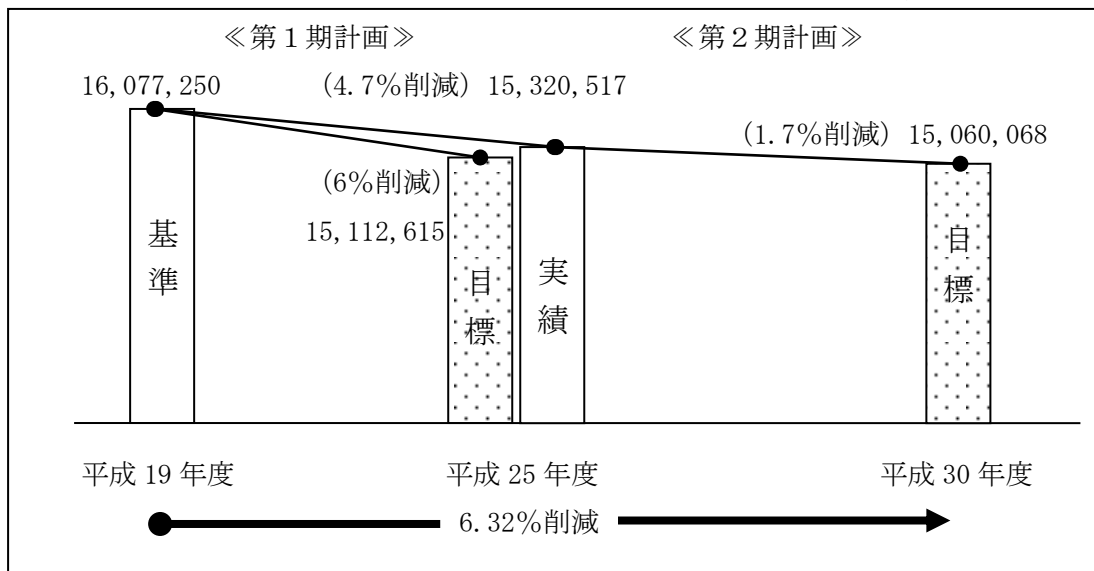 ≪第１期計画≫
≪第２期計画≫
16,077,250
(4.7％削減) 15,320,517
(1.7％削減) 15,060,068
(6％削減)
15,112,615
基準
目標
実績
目標
平成 19 年度
平成 25 年度
平成 30 年度
6.32％削減